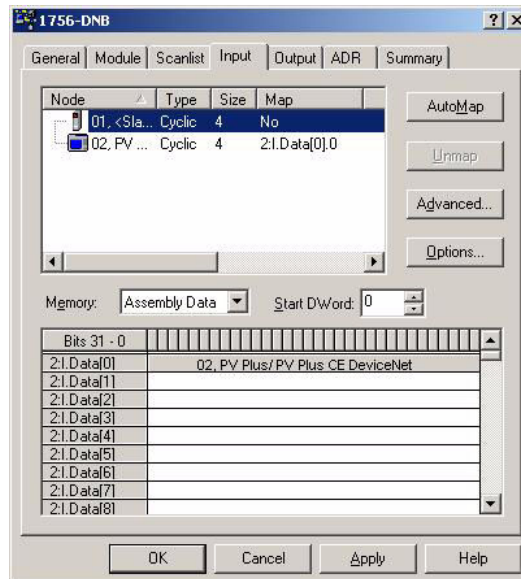 1756-DNB
General Module Scanlist Input Output ADR Summary
Node Type Size Map
01, <Sla... Cyclic 4 No
02, PV ... Cyclic 4 2:I.Data[0].0
AutoMap
Unmap
Advanced...
Options...
Memory: Assembly Data Start DWord: 0
Bits 31 - 0
2:I.Data[0] 02, PV Plus/ PV Plus CE DeviceNet
2:I.Data[1]
2:I.Data[2]
2:I.Data[3]
2:I.Data[4]
2:I.Data[5]
2:I.Data[6]
2:I.Data[7]
2:I.Data[8]
OK Cancel Apply Help